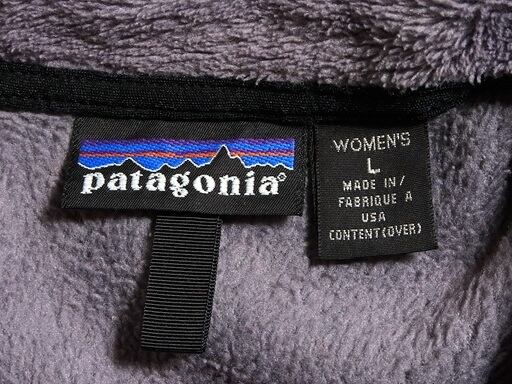 patagonia®
WOMEN'S
L
MADE IN/
FABRIQUE A
USA
CONTENT(OVER)